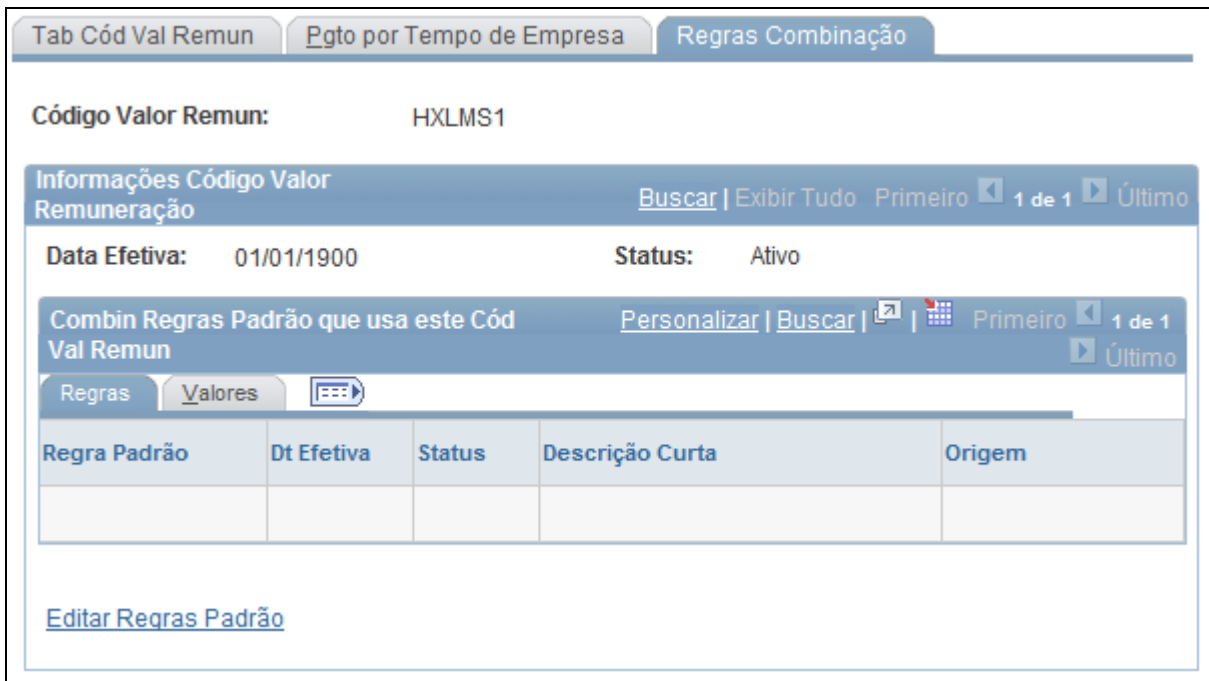 Tab Cód Val Remun Pgto por Tempo de Empresa Regras Combinação
Código Valor Remun: HXLMS1
Informações Código Valor
Remuneração
Buscar | Exibir Tudo Primeiro 1 de 1 Último
Data Efetiva: 01/01/1900 Status: Ativo
Combin Regras Padrão que usa este Cód
Val Remun
Personalizar | Buscar | | Primeiro 1 de 1
Último
Regras Valores
Regra Padrão Dt Efetiva Status Descrição Curta Origem
Editar Regras Padrão